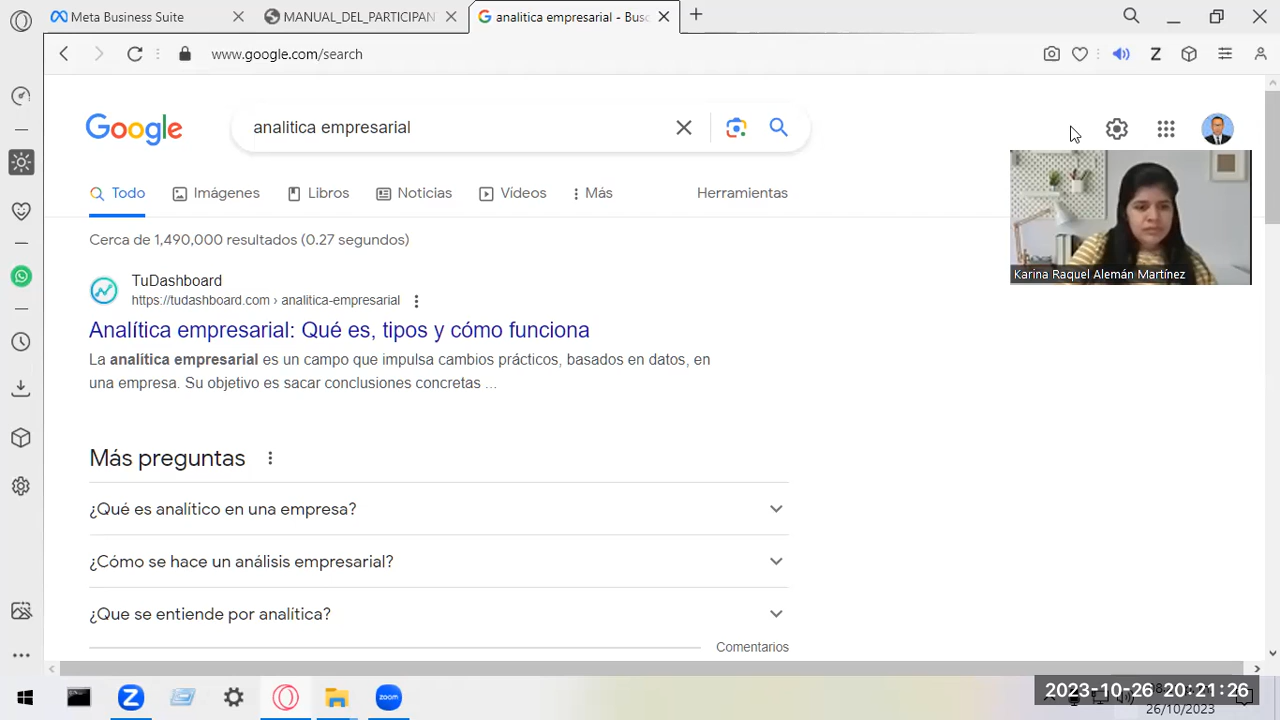 Meta Business Suite
MANUAL_DEL_PARTICIPAN
analitica empresarial - Busc
www.google.com/search
Z
Google
analitica empresarial
Todo
Imágenes
Libros
Noticias
Vídeos
Más
Herramientas
Cerca de 1,490,000 resultados (0.27 segundos)
TuDashboard
https://tudashboard.com › analitica-empresarial
Analítica empresarial: Qué es, tipos y cómo funciona
La analítica empresarial es un campo que impulsa cambios prácticos, basados en datos, en
una empresa. Su objetivo es sacar conclusiones concretas ...
Karina Raquel Alemán Martínez
Más preguntas
¿Qué es analítico en una empresa?
¿Cómo se hace un análisis empresarial?
¿Que se entiende por analítica?
Comentarios
Z
zoom
2023-10-26 20:21:26
26/10/2023